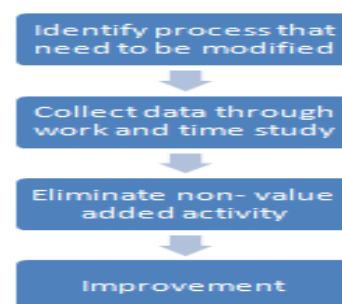 Identify process that
need to be modified
Collect data through
work and time study
Eliminate non- value
added activity
Improvement